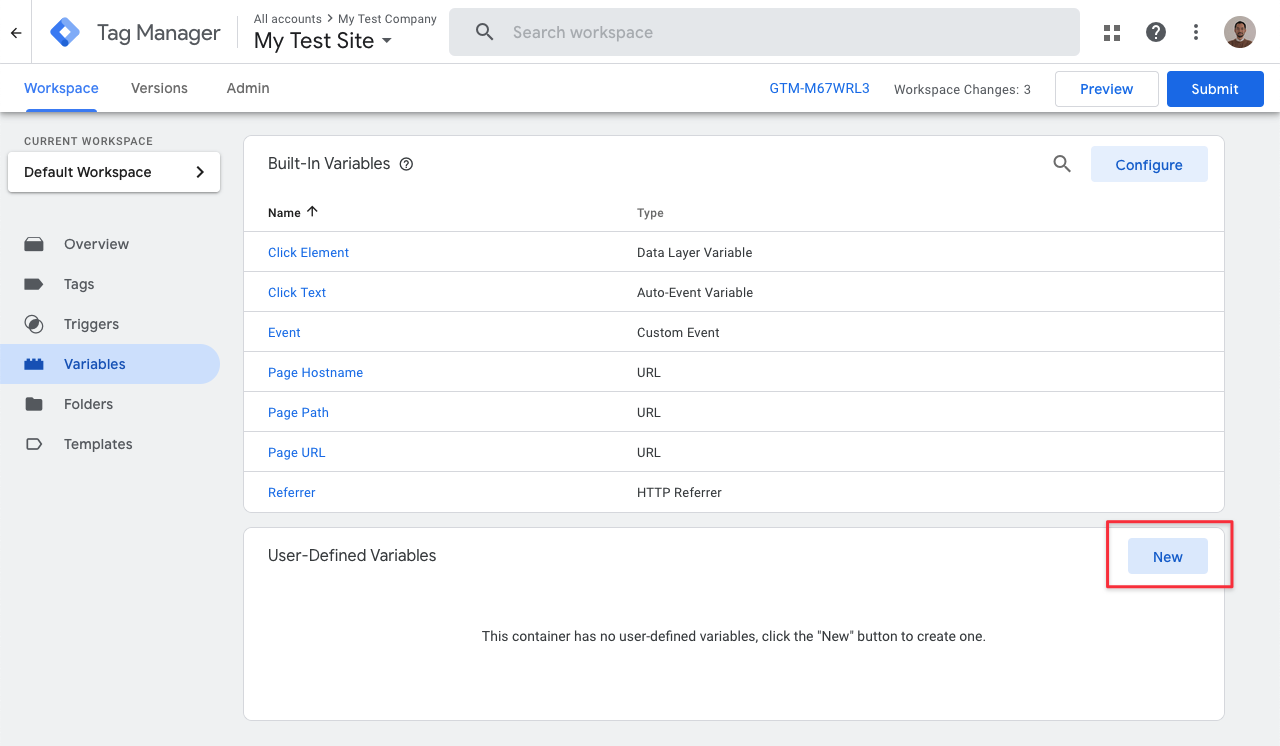 Tag Manager
All accounts > My Test Company
My Test Site
Search workspace
Workspace Versions Admin
GTM-M67WRL3 Workspace Changes: 3 Preview Submit
CURRENT WORKSPACE
Default Workspace
Overview
Tags
Triggers
Variables
Folders
Templates
Built-In Variables
Configure
Name Type
Click Element Data Layer Variable
Click Text Auto-Event Variable
Event Custom Event
Page Hostname URL
Page Path URL
Page URL URL
Referrer HTTP Referrer
User-Defined Variables
New
This container has no user-defined variables, click the "New" button to create one.